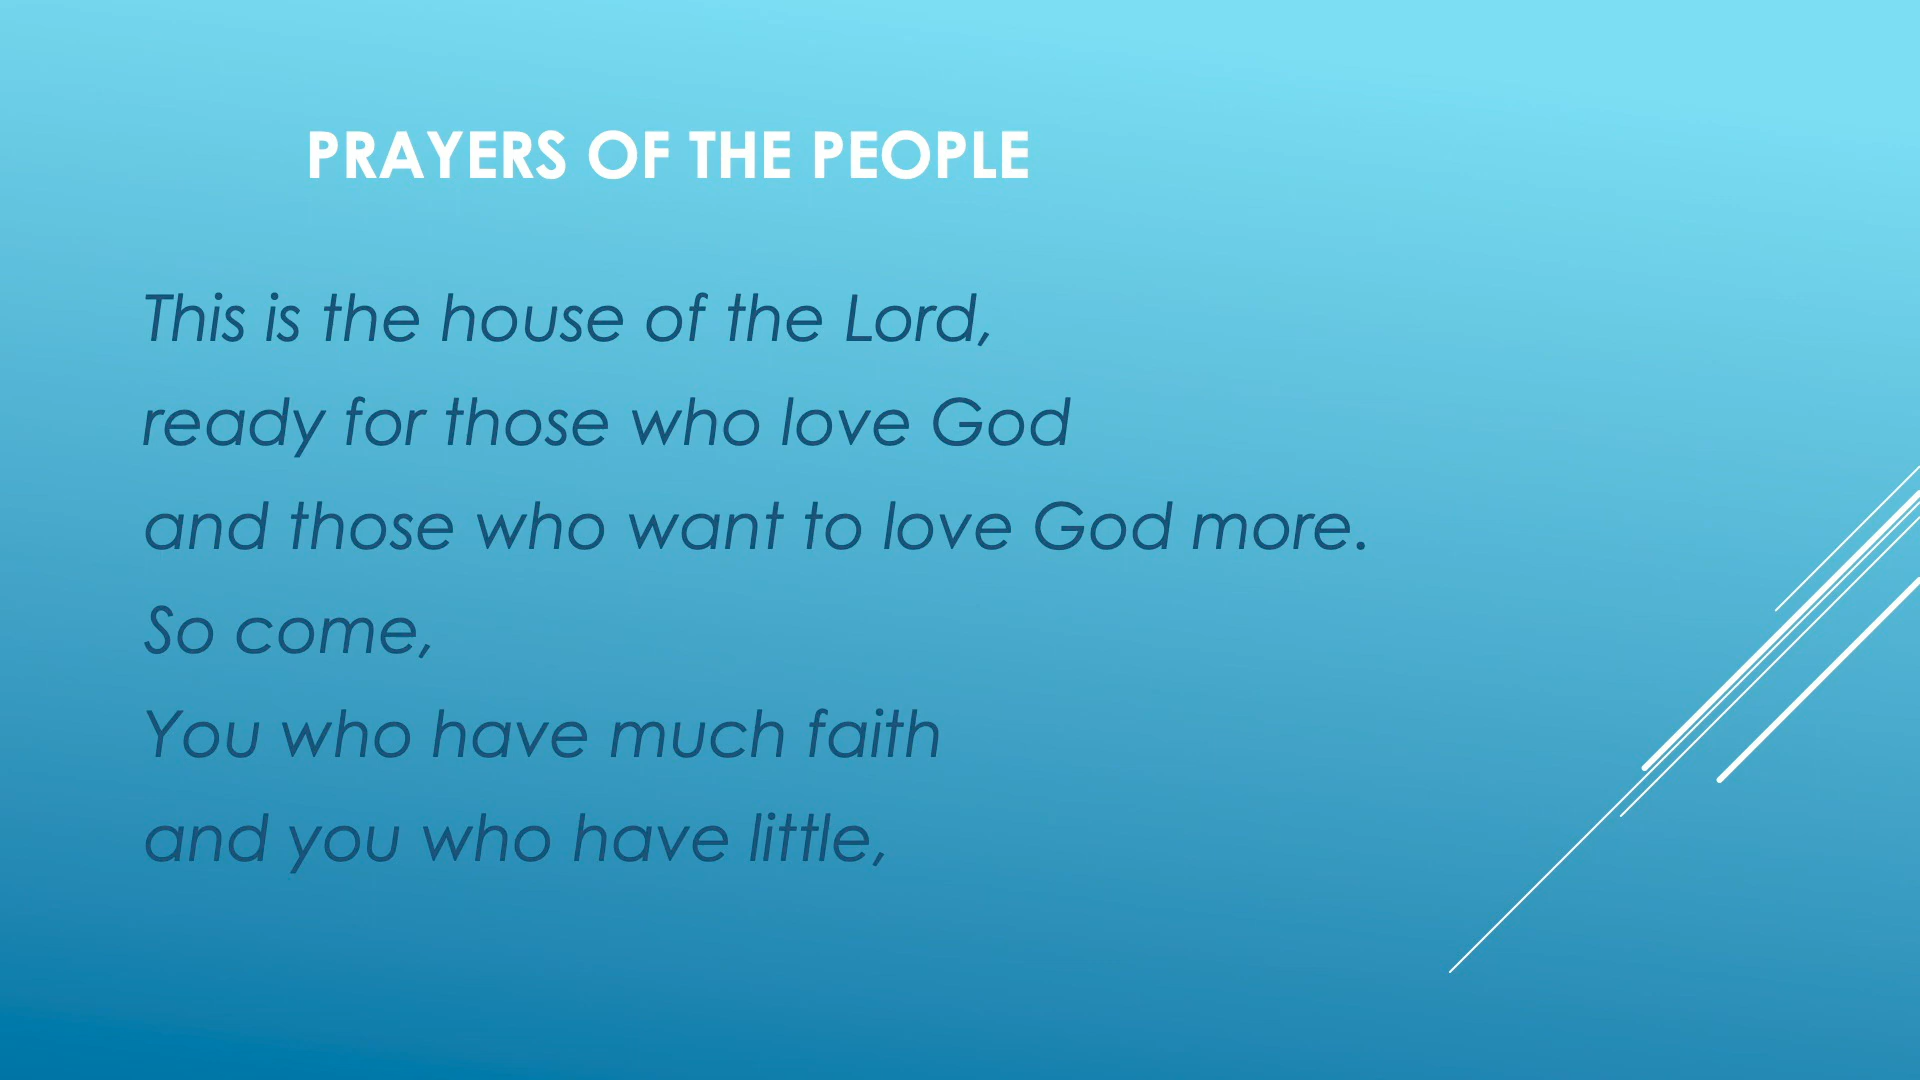 PRAYERS OF THE PEOPLE
This is the house of the Lord,
ready for those who love God
and those who want to love God more.
So come,
You who have much faith
and you who have little,